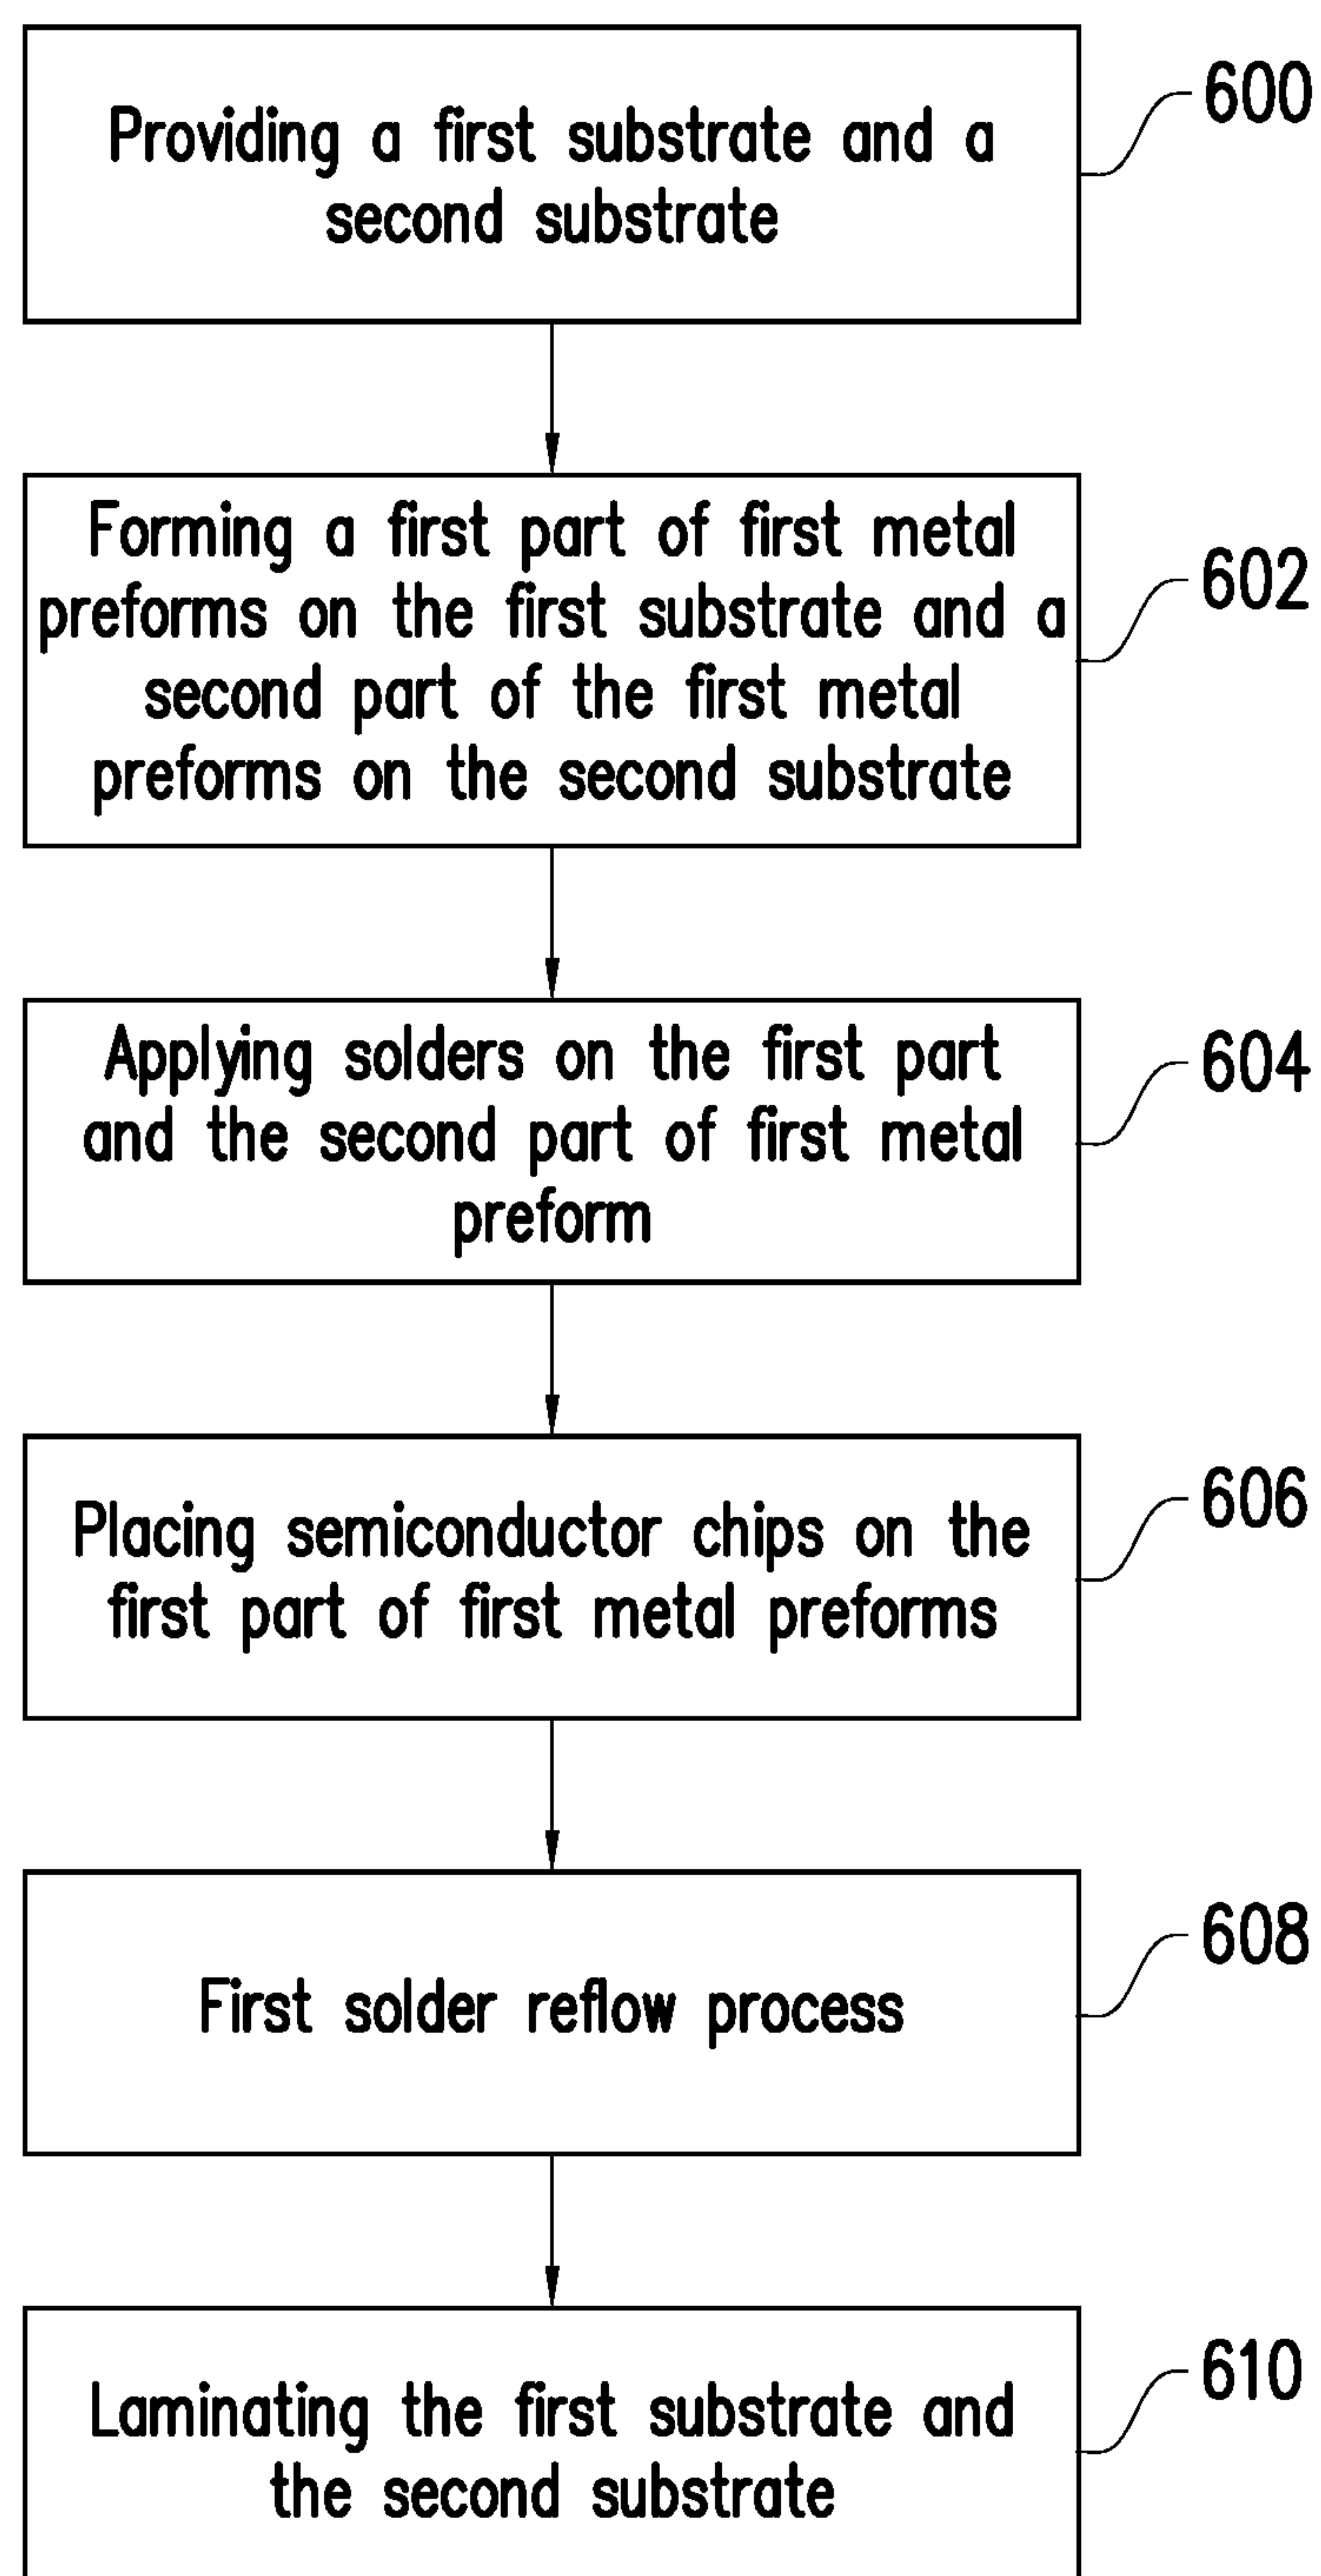 Providing a first substrate and a
second substrate
600
Forming a first part of first metal
preforms on the first substrate and a
second part of the first metal
preforms on the second substrate
602
Applying solders on the first part
and the second part of first metal
preform
604
Placing semiconductor chips on the
first part of first metal preforms
606
First solder reflow process
608
Laminating the first substrate and
the second substrate
610